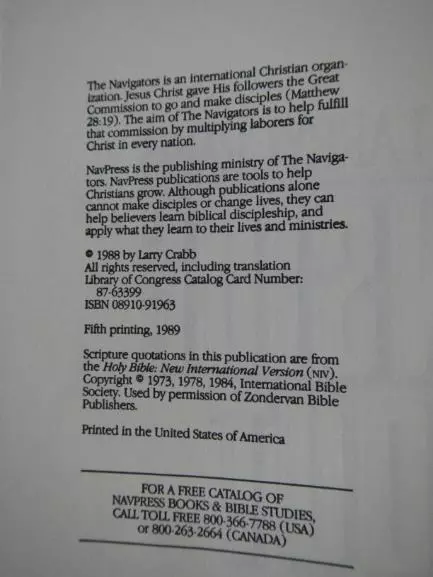 The Navigators is an international Christian organ-
ization. Jesus Christ gave His followers the Great
Commission to go and make disciples (Matthew
28:19). The aim of The Navigators is to help fulfill
that commission by multiplying laborers for
Christ in every nation.
NavPress is the publishing ministry of The Naviga-
tors. NavPress publications are tools to help
Christians grow. Although publications alone
cannot make disciples or change lives, they can
help believers learn biblical discipleship, and
apply what they learn to their lives and ministries.
© 1988 by Larry Crabb
All rights reserved, including translation
Library of Congress Catalog Card Number:
87-63399
ISBN 08910-91963
Fifth printing, 1989
Scripture quotations in this publication are from
the Holy Bible: New International Version (NIV).
Copyright © 1973, 1978, 1984, International Bible
Society. Used by permission of Zondervan Bible
Publishers.
Printed in the United States of America
FOR A FREE CATALOG OF
NAVPRESS BOOKS & BIBLE STUDIES,
CALL TOLL FREE 800-366-7788 (USA)
or 800-263-2664 (CANADA)